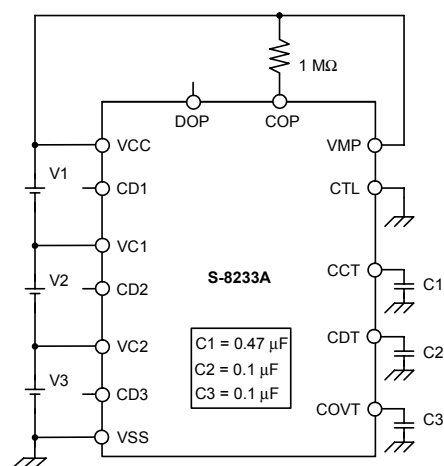 1 MΩ
DOP
COP
VCC
VMP
V1
CD1
CTL
VC1
S-8233A
CCT
C1
V2
CD2
C1 = 0.47 μF
C2 = 0.1 μF
C3 = 0.1 μF
CDT
C2
VC2
V3
CD3
COVT
C3
VSS